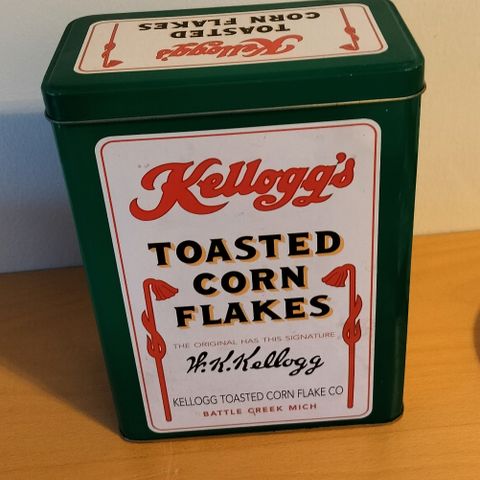 TOASTED
CORN FLAKES
Kellogg's
Kellogg's
TOASTED
CORN
FLAKES
THE ORIGINAL HAS THIS SIGNATURE
W.K.Kellogg
KELLOGG TOASTED CORN FLAKE CO
BATTLE CREEK MICH